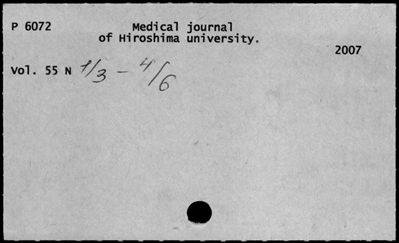 P 6072 Medical journal
of Hiroshima university.
2007
Vol. 55 N 1/3 - 4/6